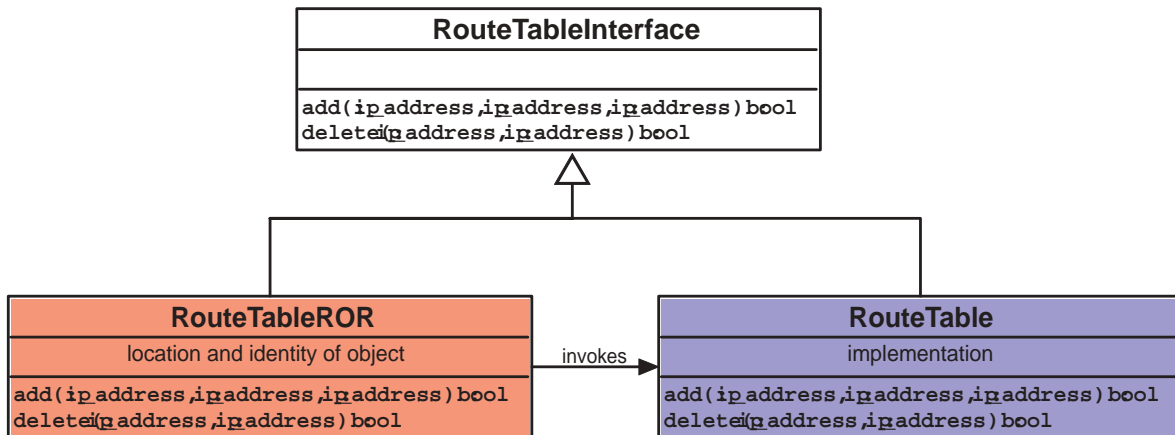 RouteTableInterface
add(ip_address,ip_address,ip_address):bool
delete(ip_address,ip_address):bool
RouteTableROR
location and identity of object
add(ip_address,ip_address,ip_address):bool
delete(ip_address,ip_address):bool
invokes
RouteTable
implementation
add(ip_address,ip_address,ip_address):bool
delete(ip_address,ip_address):bool